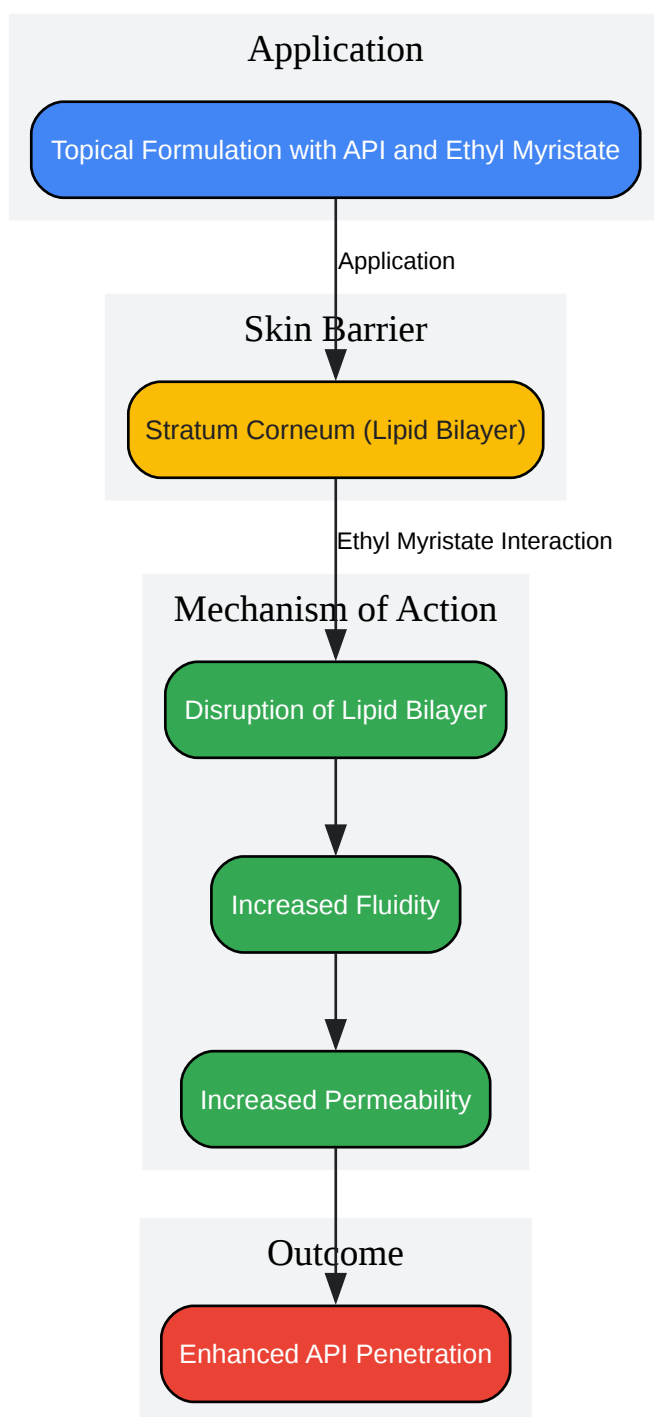 Application
Topical Formulation with API and Ethyl Myristate
Application
Skin Barrier
Stratum Corneum (Lipid Bilayer)
Ethyl Myristate Interaction
Mechanism of Action
Disruption of Lipid Bilayer
Increased Fluidity
Increased Permeability
Outcome
Enhanced API Penetration